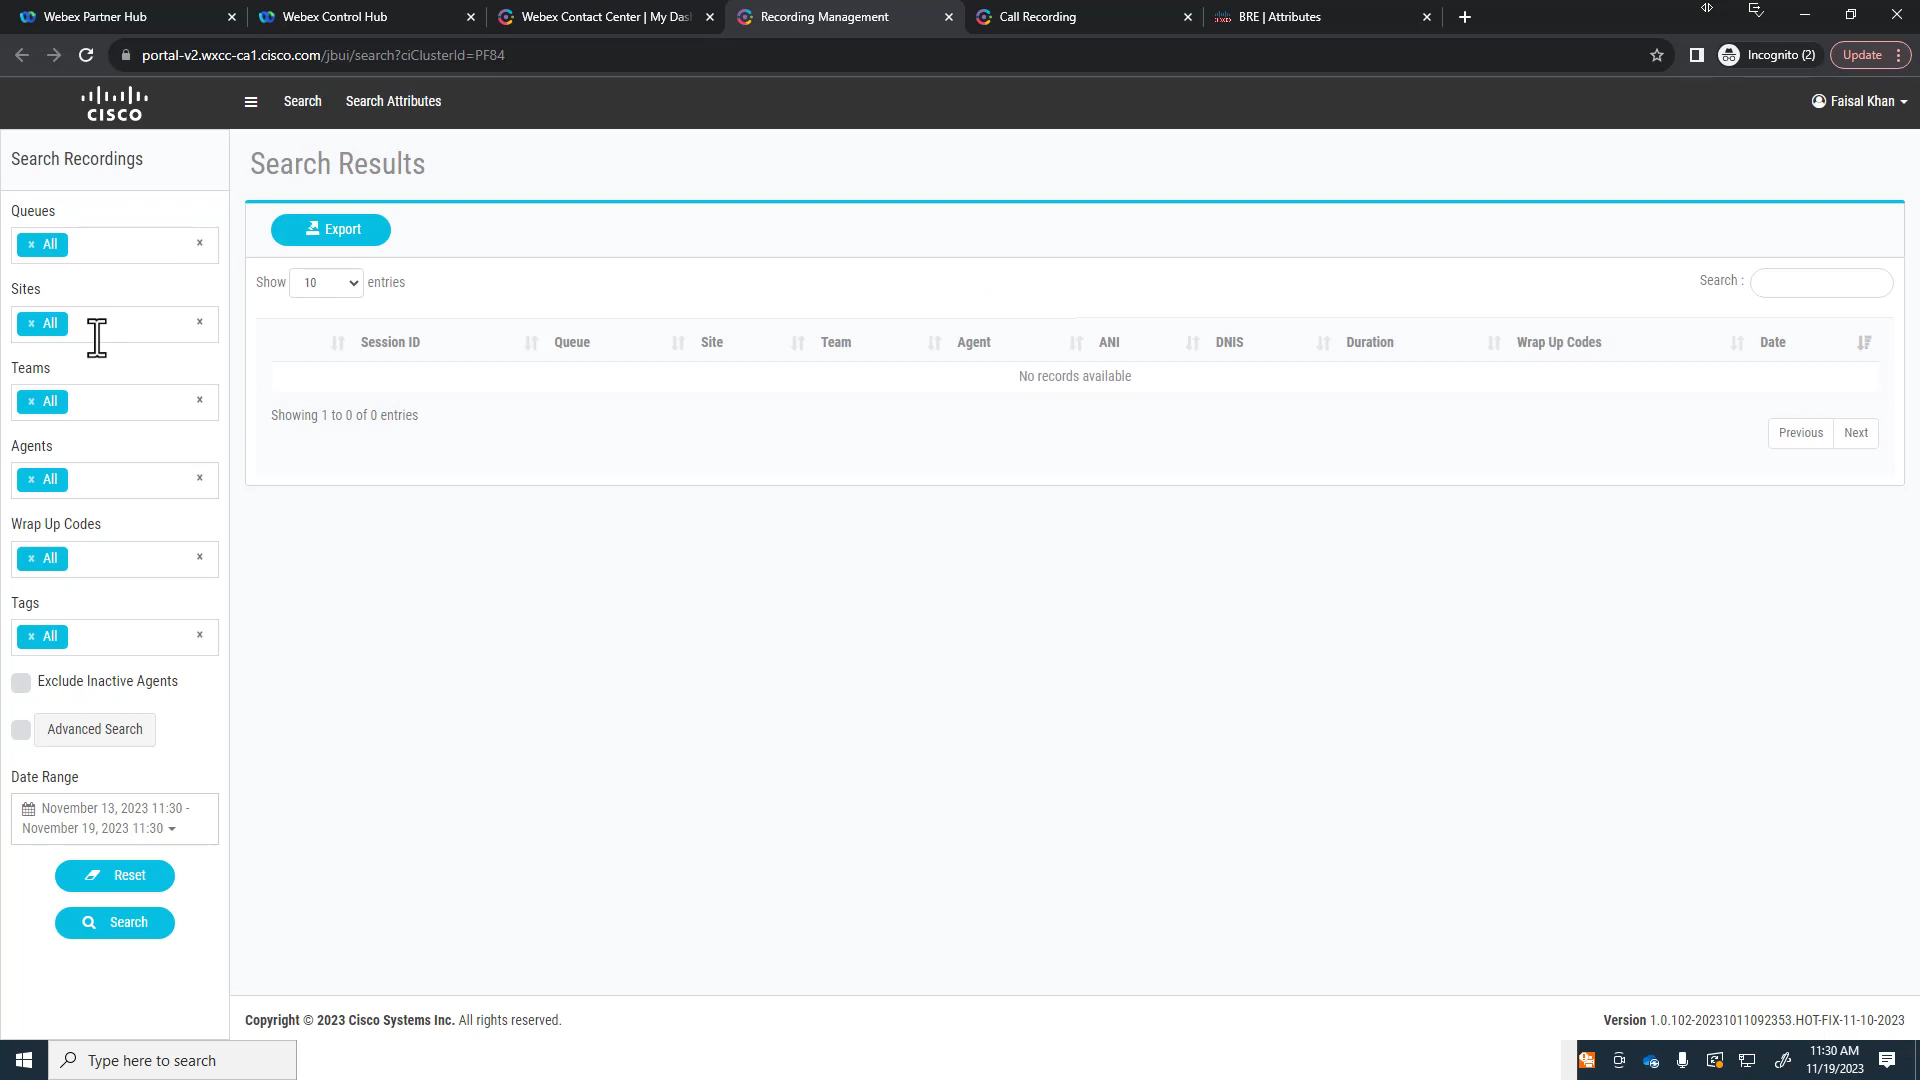 Webex Partner Hub
Webex Control Hub
Webex Contact Center | My Das
Recording Management
Call Recording
BRE | Attributes
portal-v2.wxcc-ca1.cisco.com/jbui/search?ciClusterId=PF84
Incognito (2)
Update
CISCO
Search
Search Attributes
Faisal Khan
Search Recordings
Queues
× All
×
Sites
× All
×
Teams
× All
×
Agents
× All
×
Wrap Up Codes
× All
×
Tags
× All
×
Exclude Inactive Agents
Advanced Search
Date Range
November 13, 2023 11:30 -
November 19, 2023 11:30
Reset
Search
Search Results
Export
Show 10 entries
Search :
Session ID Queue Site Team Agent ANI DNIS Duration Wrap Up Codes Date
No records available
Showing 1 to 0 of 0 entries
Previous Next
Copyright © 2023 Cisco Systems Inc. All rights reserved.
Version 1.0.102-20231011092353.HOT-FIX-11-10-2023
Type here to search
11:30 AM
11/19/2023